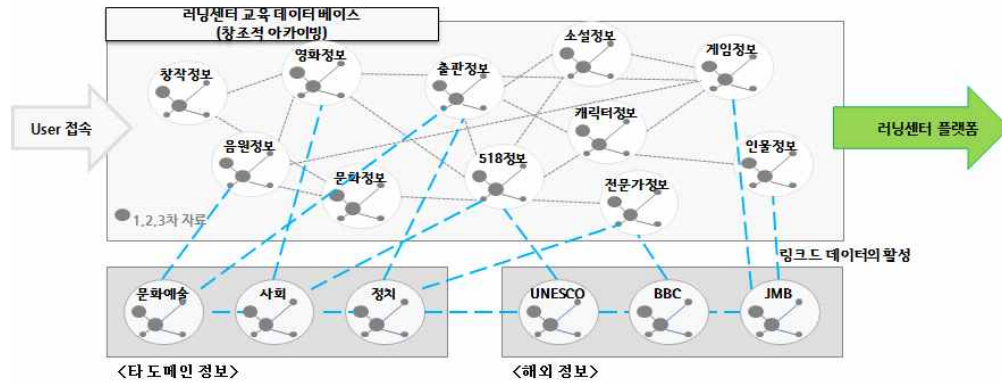 러닝센터 교육 데이터 베이스
(창조적 아카이빙)
소설정보
게임정보
영화정보
출판정보
창작정보
캐릭터정보
User 접속
러닝센터 플랫폼
음원정보
518정보
인물정보
문화정보
전문가정보
1,2,3차 자료
링크드 데이터의 활성
문화예술
사회
정치
UNESCO
BBC
JMB
<타 도메인 정보>
<해외 정보>